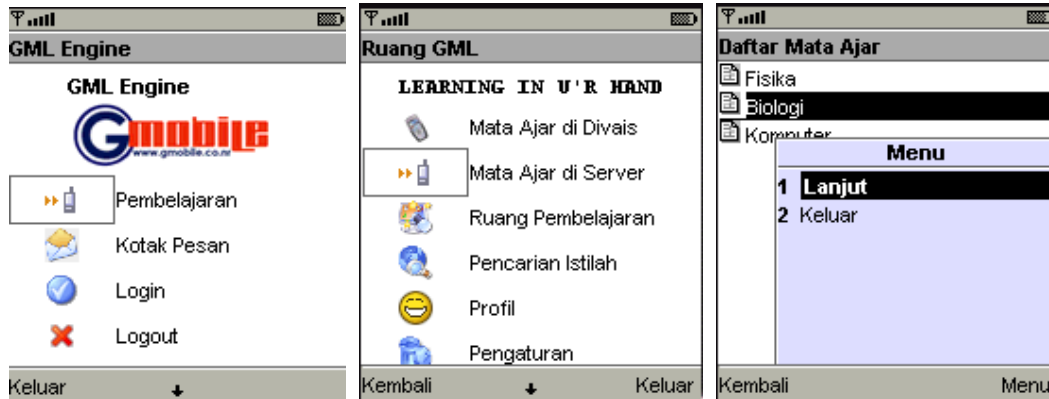 GML Engine
GML Engine
Gmobile
www.gmobile.co.nr
Pembelajaran
Kotak Pesan
Login
Logout
Keluar
Ruang GML
LEARNING IN U'R HAND
Mata Ajar di Divais
Mata Ajar di Server
Ruang Pembelajaran
Pencarian Istilah
Profil
Pengaturan
Kembali
Keluar
Daftar Mata Ajar
Fisika
Biologi
Komputer
Menu
1 Lanjut
2 Keluar
Kembali
Menu